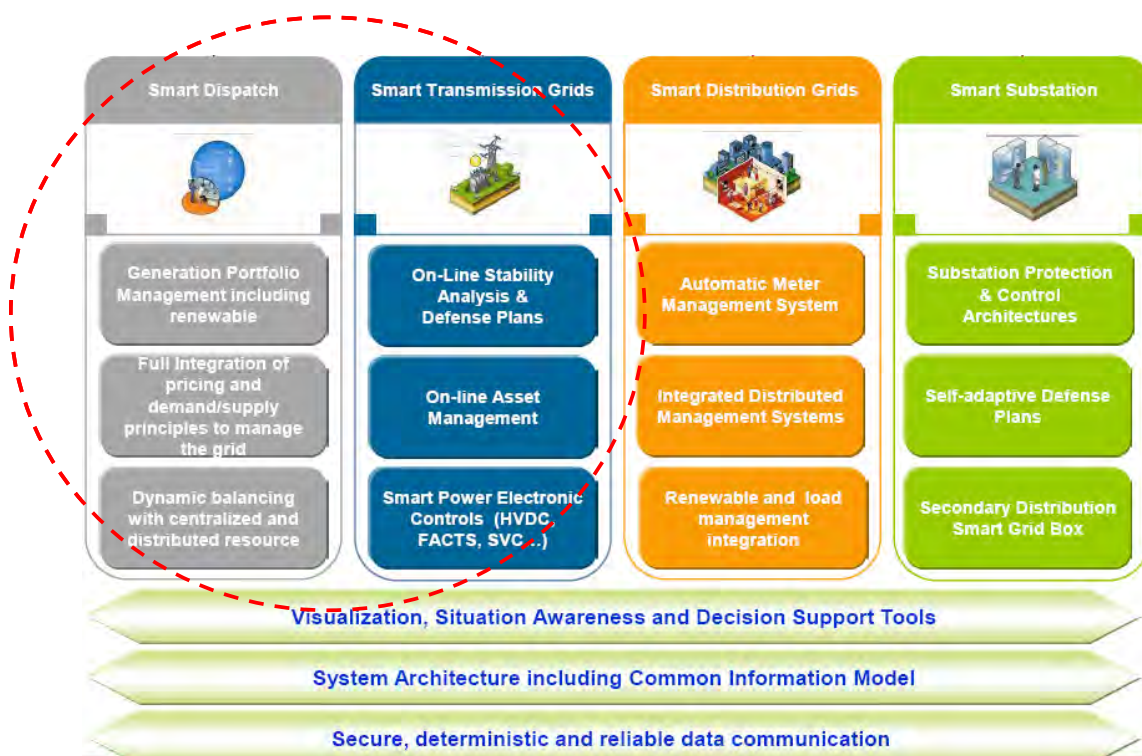 Smart Dispatch
Smart Transmission Grids
Smart Distribution Grids
Smart Substation
Generation Portfolio
Management including
renewable
Full Integration of
pricing and
demand/supply
principles to manage
the grid
Dynamic balancing
with centralized and
distributed resource
On-Line Stability
Analysis &
Defense Plans
On-line Asset
Management
Smart Power Electronic
Controls (HVDC,
FACTS, SVC...)
Automatic Meter
Management System
Integrated Distributed
Management Systems
Renewable and load
management
integration
Substation Protection
& Control
Architectures
Self-adaptive Defense
Plans
Secondary Distribution
Smart Grid Box
Visualization, Situation Awareness and Decision Support Tools
System Architecture including Common Information Model
Secure, deterministic and reliable data communication